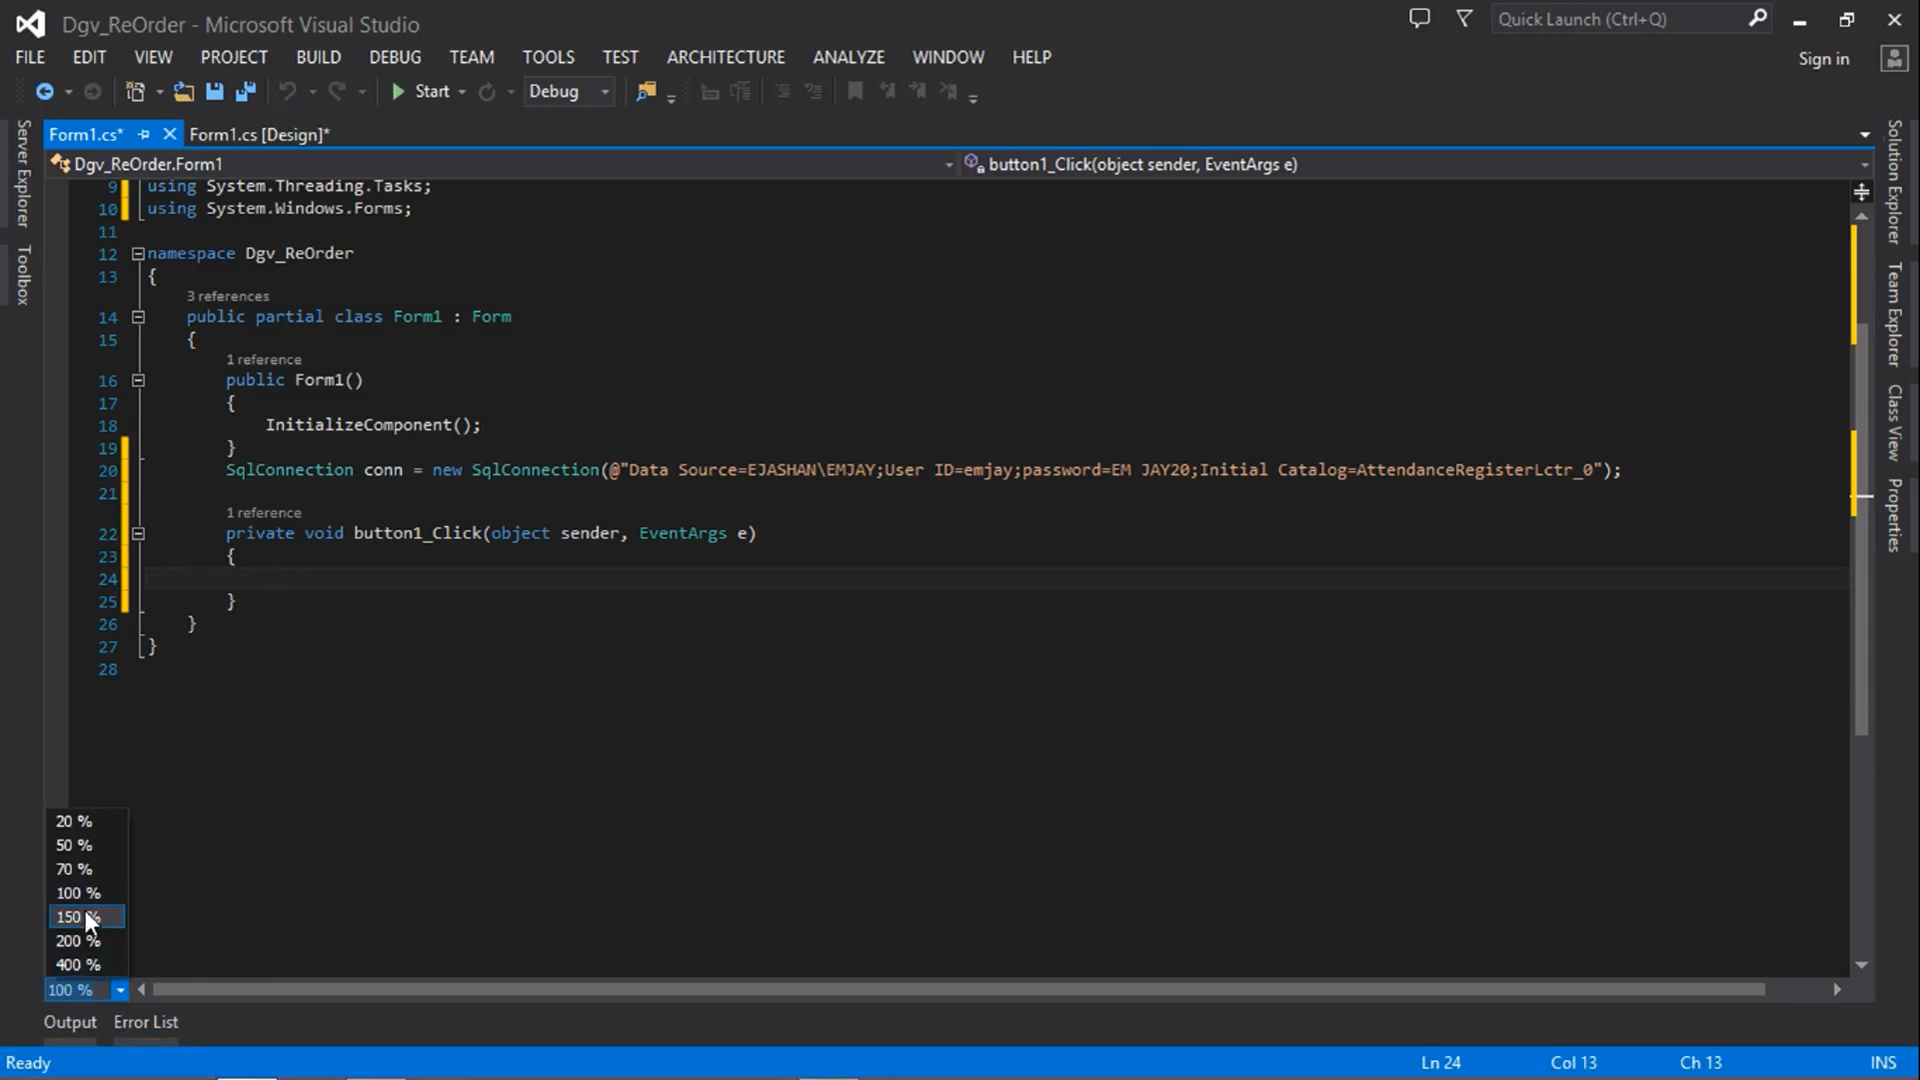 Dgv_ReOrder - Microsoft Visual Studio
Quick Launch (Ctrl+Q)
FILE EDIT VIEW PROJECT BUILD DEBUG TEAM TOOLS TEST ARCHITECTURE ANALYZE WINDOW HELP
Sign in
Start Debug
Form1.cs* Form1.cs [Design]*
Dgv_ReOrder.Form1 button1_Click(object sender, EventArgs e)
Server Explorer
Toolbox
9 using System.Threading.Tasks;
10 using System.Windows.Forms;
11
12 namespace Dgv_ReOrder
13 {
3 references
14 public partial class Form1 : Form
15 {
1 reference
16 public Form1()
17 {
18 InitializeComponent();
19 }
20 SqlConnection conn = new SqlConnection(@"Data Source=EJASHAN\EMJAY;User ID=emjay;password=EM JAY20;Initial Catalog=AttendanceRegisterLctr_0");
21
1 reference
22 private void button1_Click(object sender, EventArgs e)
23 {
24
25 }
26 }
27 }
28
Solution Explorer
Team Explorer
Class View
Properties
20 %
50 %
70 %
100 %
150 %
200 %
400 %
100 %
Output Error List
Ready Ln 24 Col 13 Ch 13 INS